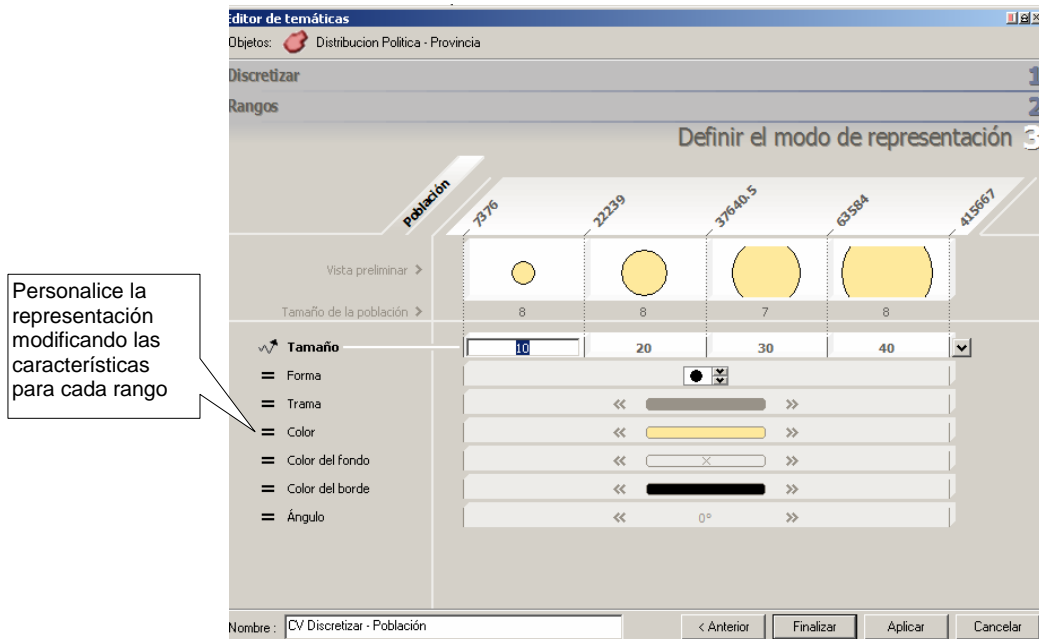 Editor de temáticas
Objetos: Distribucion Politica - Provincia
Discretizar 1
Rangos 2
Definir el modo de representación 3
Población 7376 22239 37640.5 63584 415667
Vista preliminar >
Tamaño de la población > 8 8 7 8
Tamaño 10 20 30 40
Forma
Trama << >>
Color << >>
Color del fondo << >>
Color del borde << >>
Ángulo << 0° >>
Personalice la
representación
modificando las
características
para cada rango
Nombre : CV Discretizar - Población < Anterior Finalizar Aplicar Cancelar